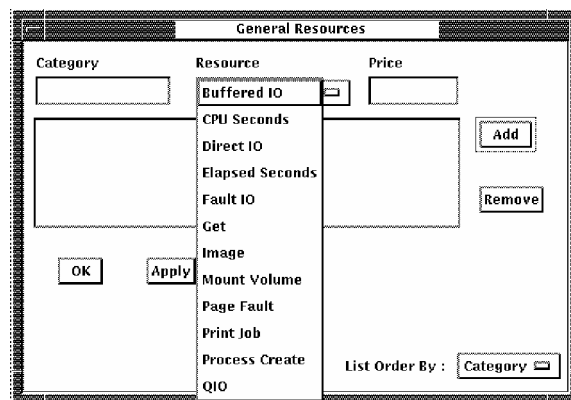 General Resources
Category Resource Price
Buffered IO
CPU Seconds
Add
Direct IO
Elapsed Seconds
Fault IO
Remove
Get
Image
OK Apply
Mount Volume
Page Fault
Print Job
Process Create
List Order By : Category
QIO